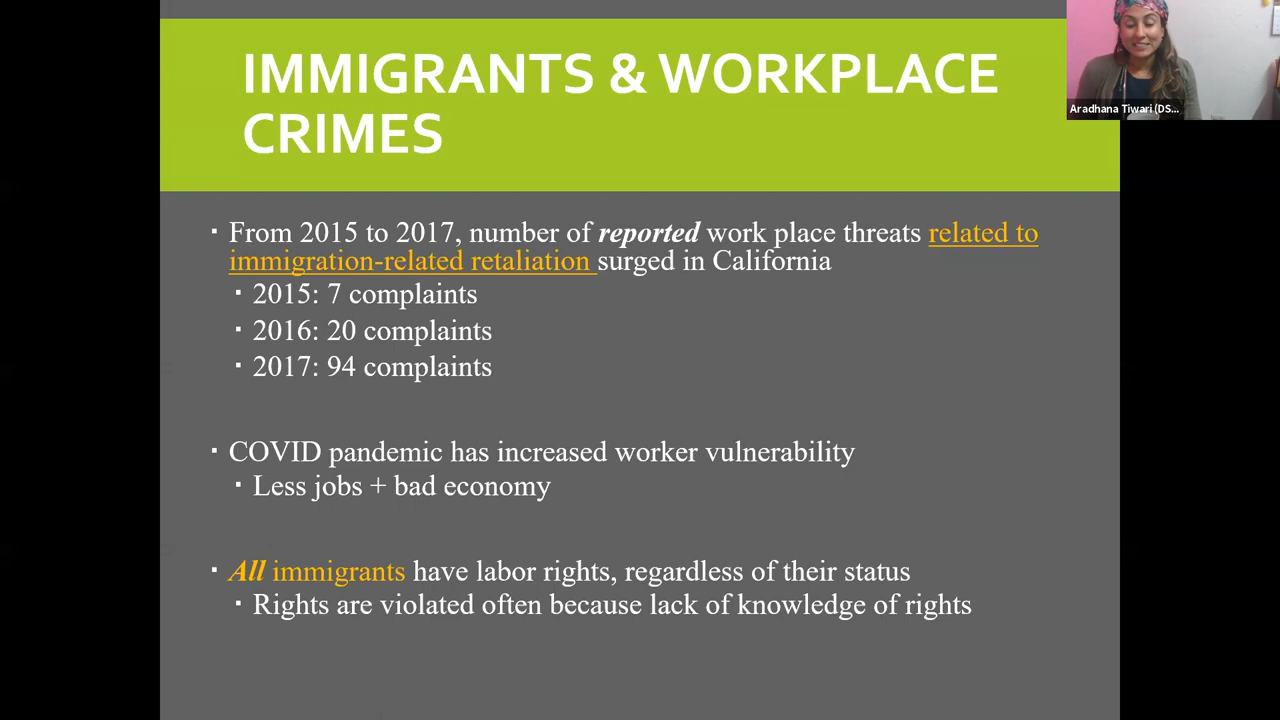 IMMIGRANTS & WORKPLACE
CRIMES
Aradhana Tiwari (DS...
▪ From 2015 to 2017, number of reported work place threats related to
immigration-related retaliation surged in California
▪ 2015: 7 complaints
▪ 2016: 20 complaints
▪ 2017: 94 complaints
▪ COVID pandemic has increased worker vulnerability
▪ Less jobs + bad economy
▪ All immigrants have labor rights, regardless of their status
▪ Rights are violated often because lack of knowledge of rights